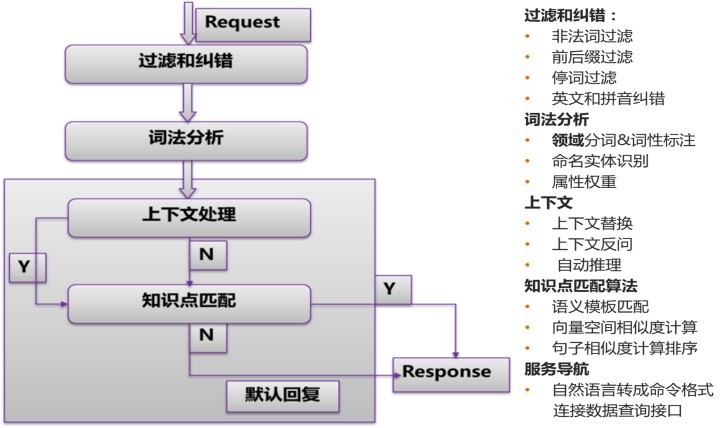 Request
过滤和纠错
词法分析
上下文处理
N
Y
知识点匹配
Y
N
Response
默认回复
过滤和纠错：
• 非法词过滤
• 前后缀过滤
• 停词过滤
• 英文和拼音纠错
词法分析
• 领域分词&词性标注
• 命名实体识别
• 属性权重
上下文
• 上下文替换
• 上下文反问
• 自动推理
知识点匹配算法
• 语义模板匹配
• 向量空间相似度计算
• 句子相似度计算排序
服务导航
• 自然语言转成命令格式
连接数据查询接口